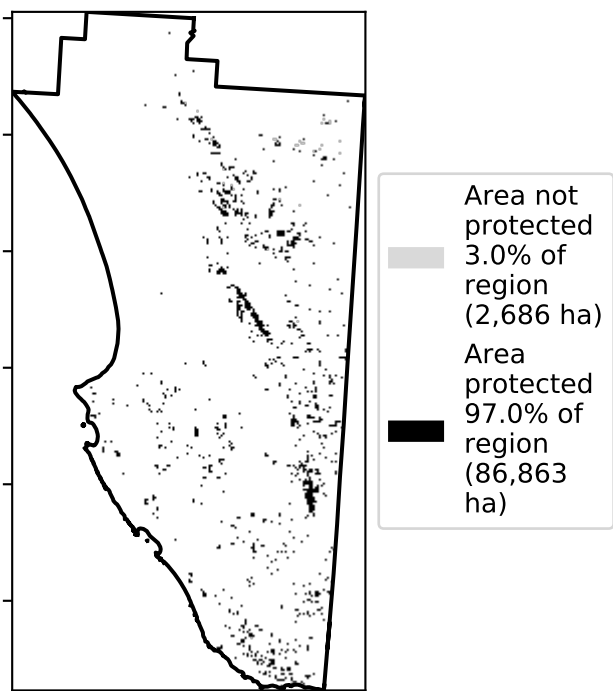 Area not
protected
3.0% of
region
(2,686 ha)
Area
protected
97.0% of
region
(86,863
ha)